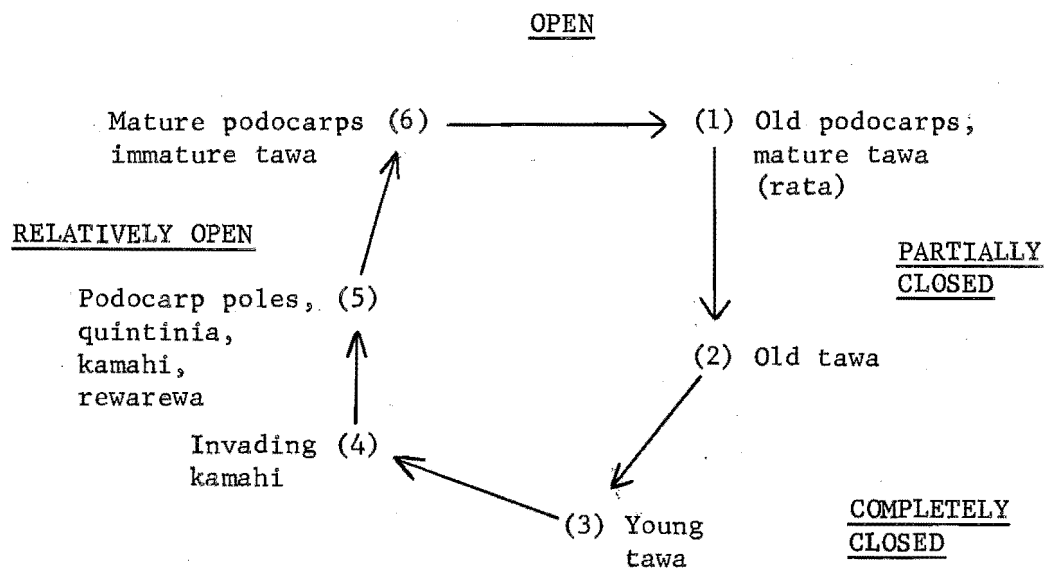 OPEN
Mature podocarps (6)
immature tawa
(1) Old podocarps,
mature tawa
(rata)
RELATIVELY OPEN
PARTIALLY
CLOSED
Podocarp poles, (5)
quintinia,
kamahi,
rewarewa
(2) Old tawa
Invading (4)
kamahi
(3) Young
tawa
COMPLETELY
CLOSED